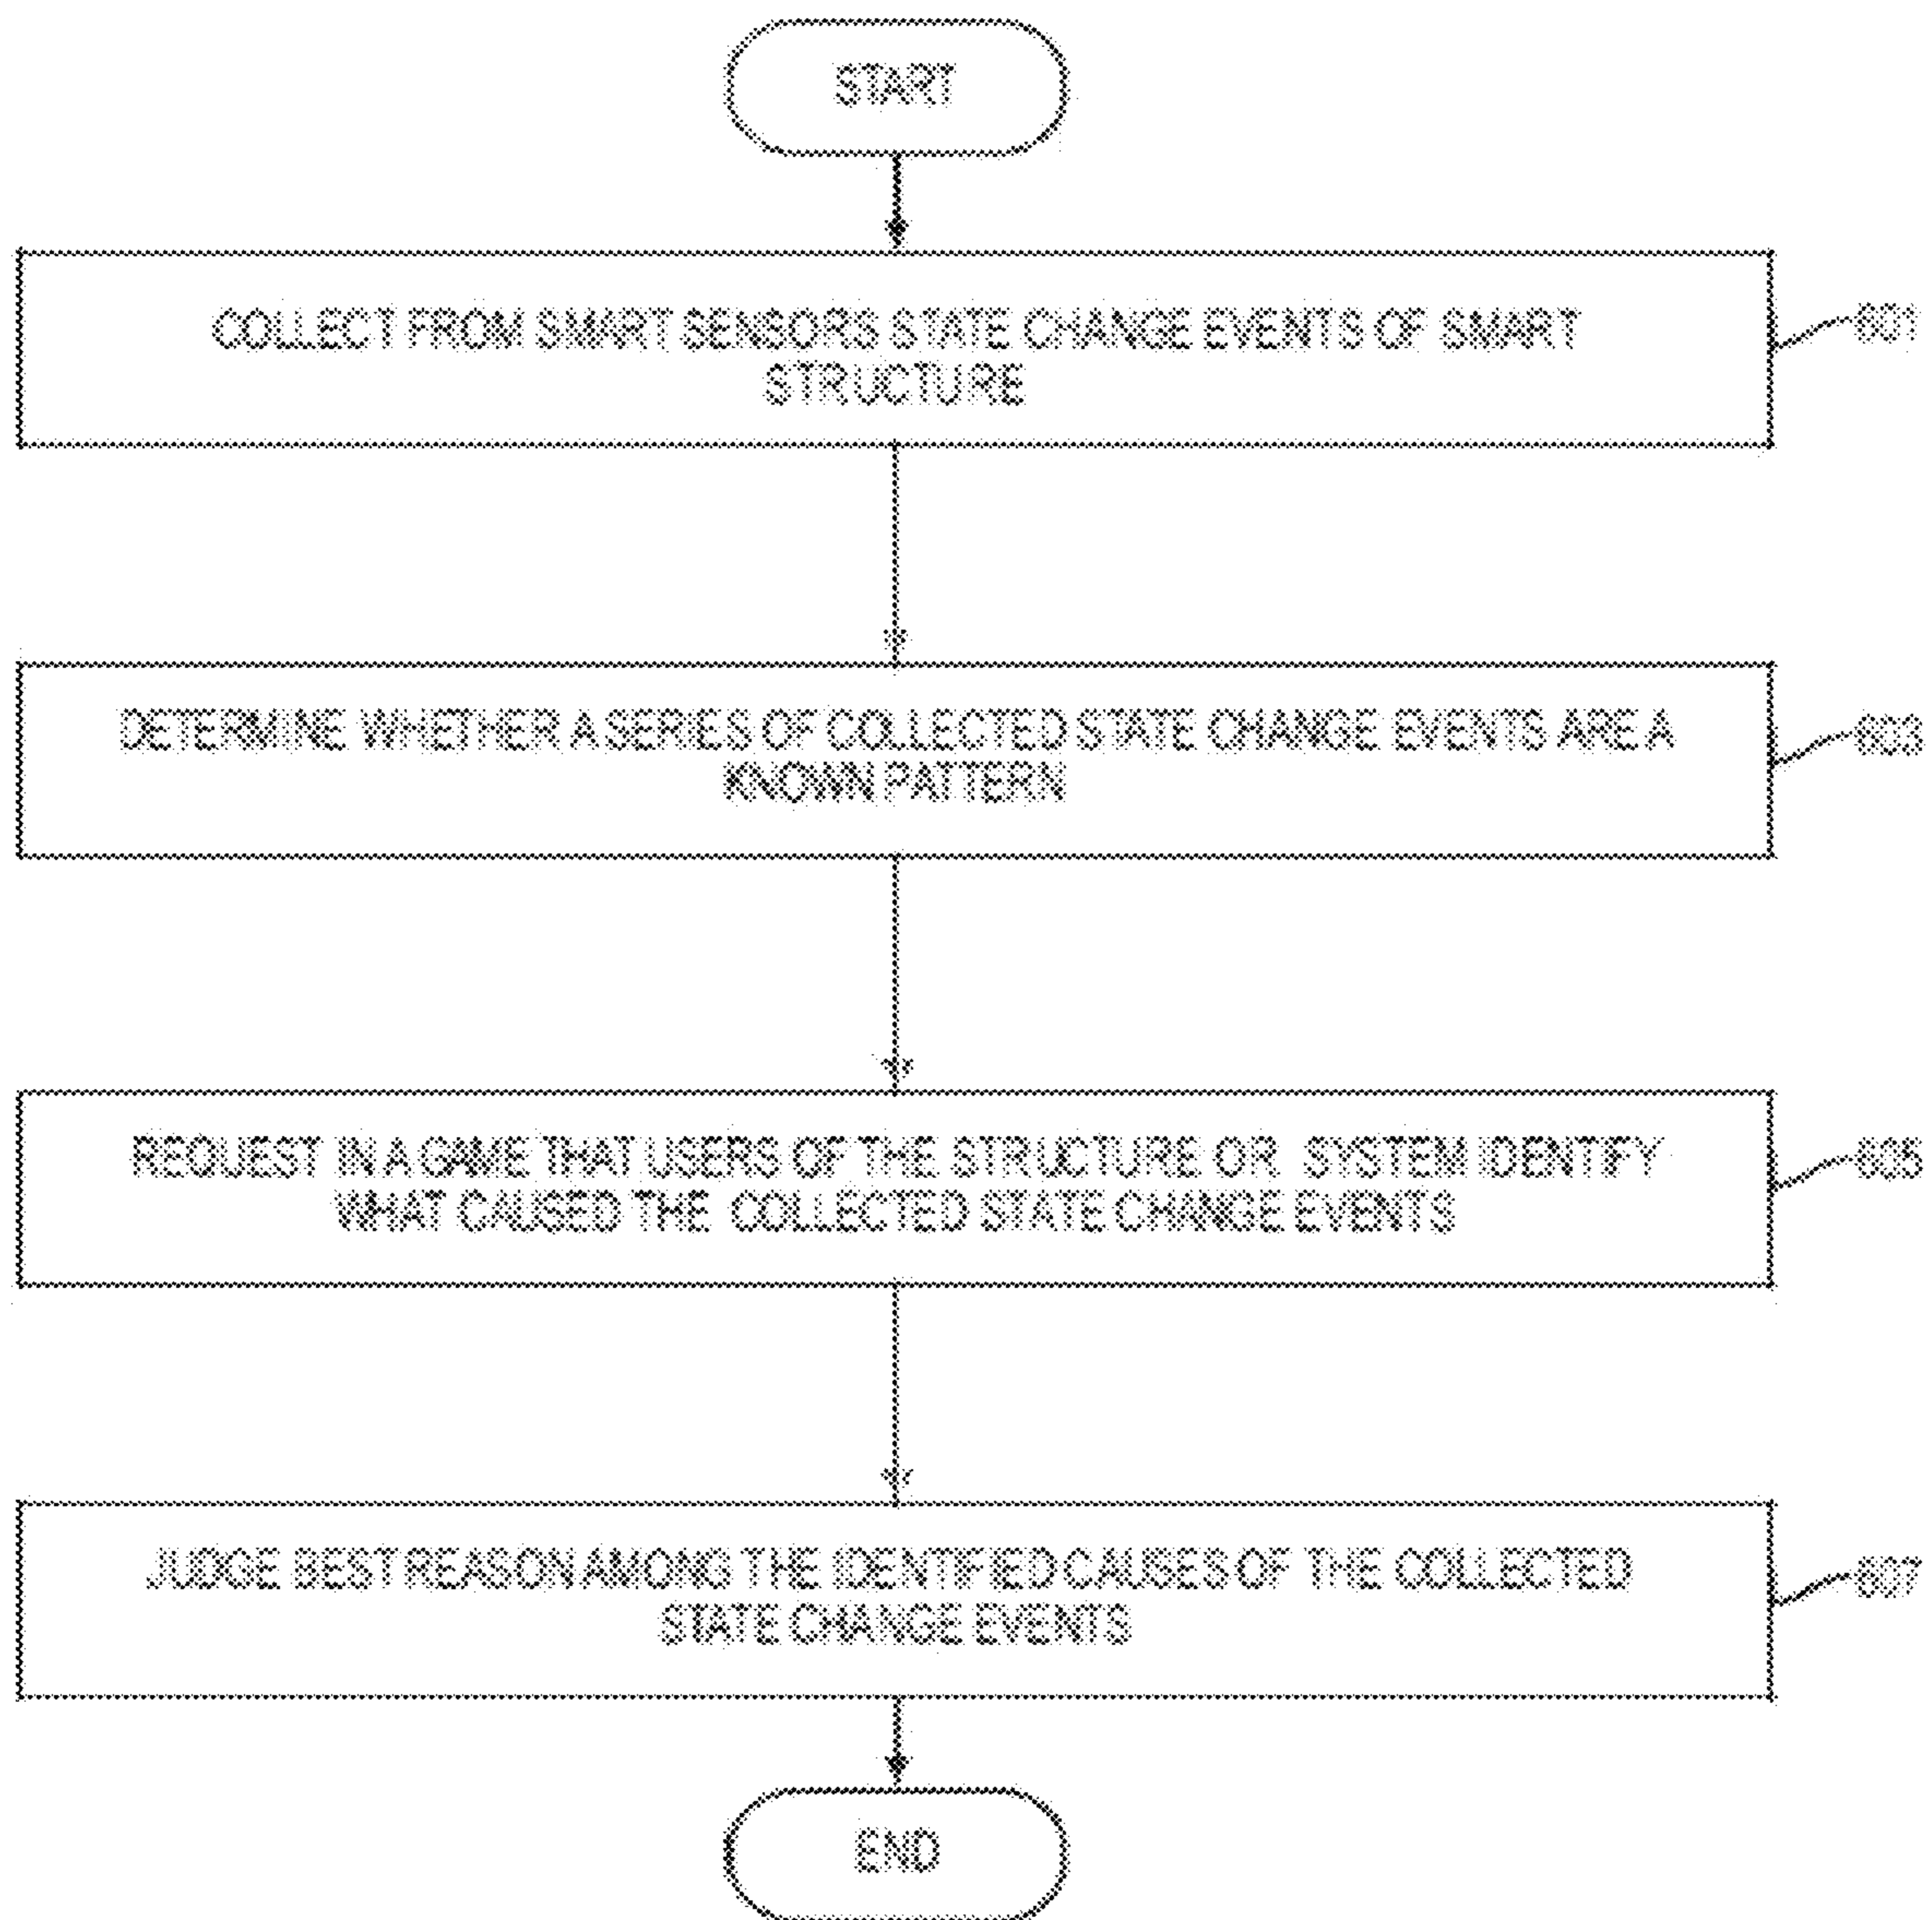 START
COLLECT FROM SMART SENSORS STATE CHANGE EVENTS OF SMART
STRUCTURE
601
DETERMINE WHETHER A SERIES OF COLLECTED STATE CHANGE EVENTS ARE A
KNOWN PATTERN
603
REQUEST IN A GAME THAT USERS OF THE STRUCTURE OR SYSTEM IDENTIFY
WHAT CAUSED THE COLLECTED STATE CHANGE EVENTS
605
JUDGE BEST REASON AMONG THE IDENTIFIED CAUSES OF THE COLLECTED
STATE CHANGE EVENTS
607
END